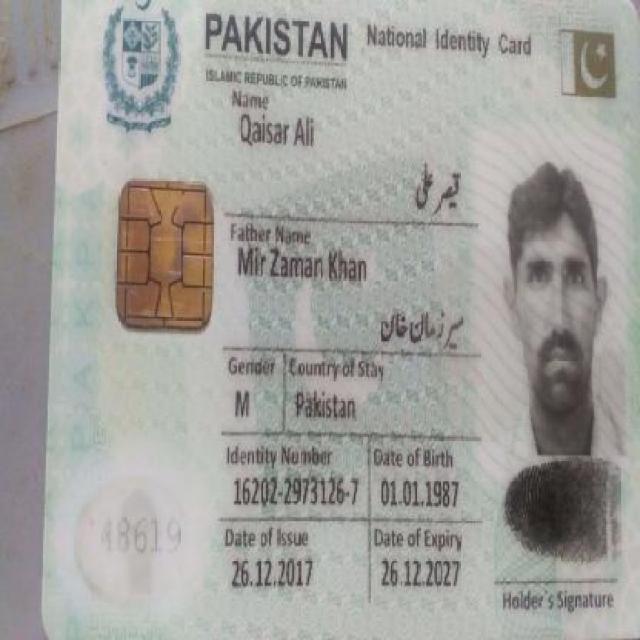 PAKISTAN National Identity Card
ISLAMIC REPUBLIC OF PAKISTAN
Name
Qaisar Ali
قیصر علی
Father Name
Mir Zaman Khan
میر زمان خان
Gender Country of Stay
M Pakistan
Identity Number Date of Birth
16202-2973126-7 01.01.1987
Date of Issue Date of Expiry
26.12.2017 26.12.2027
48619
Holder's Signature